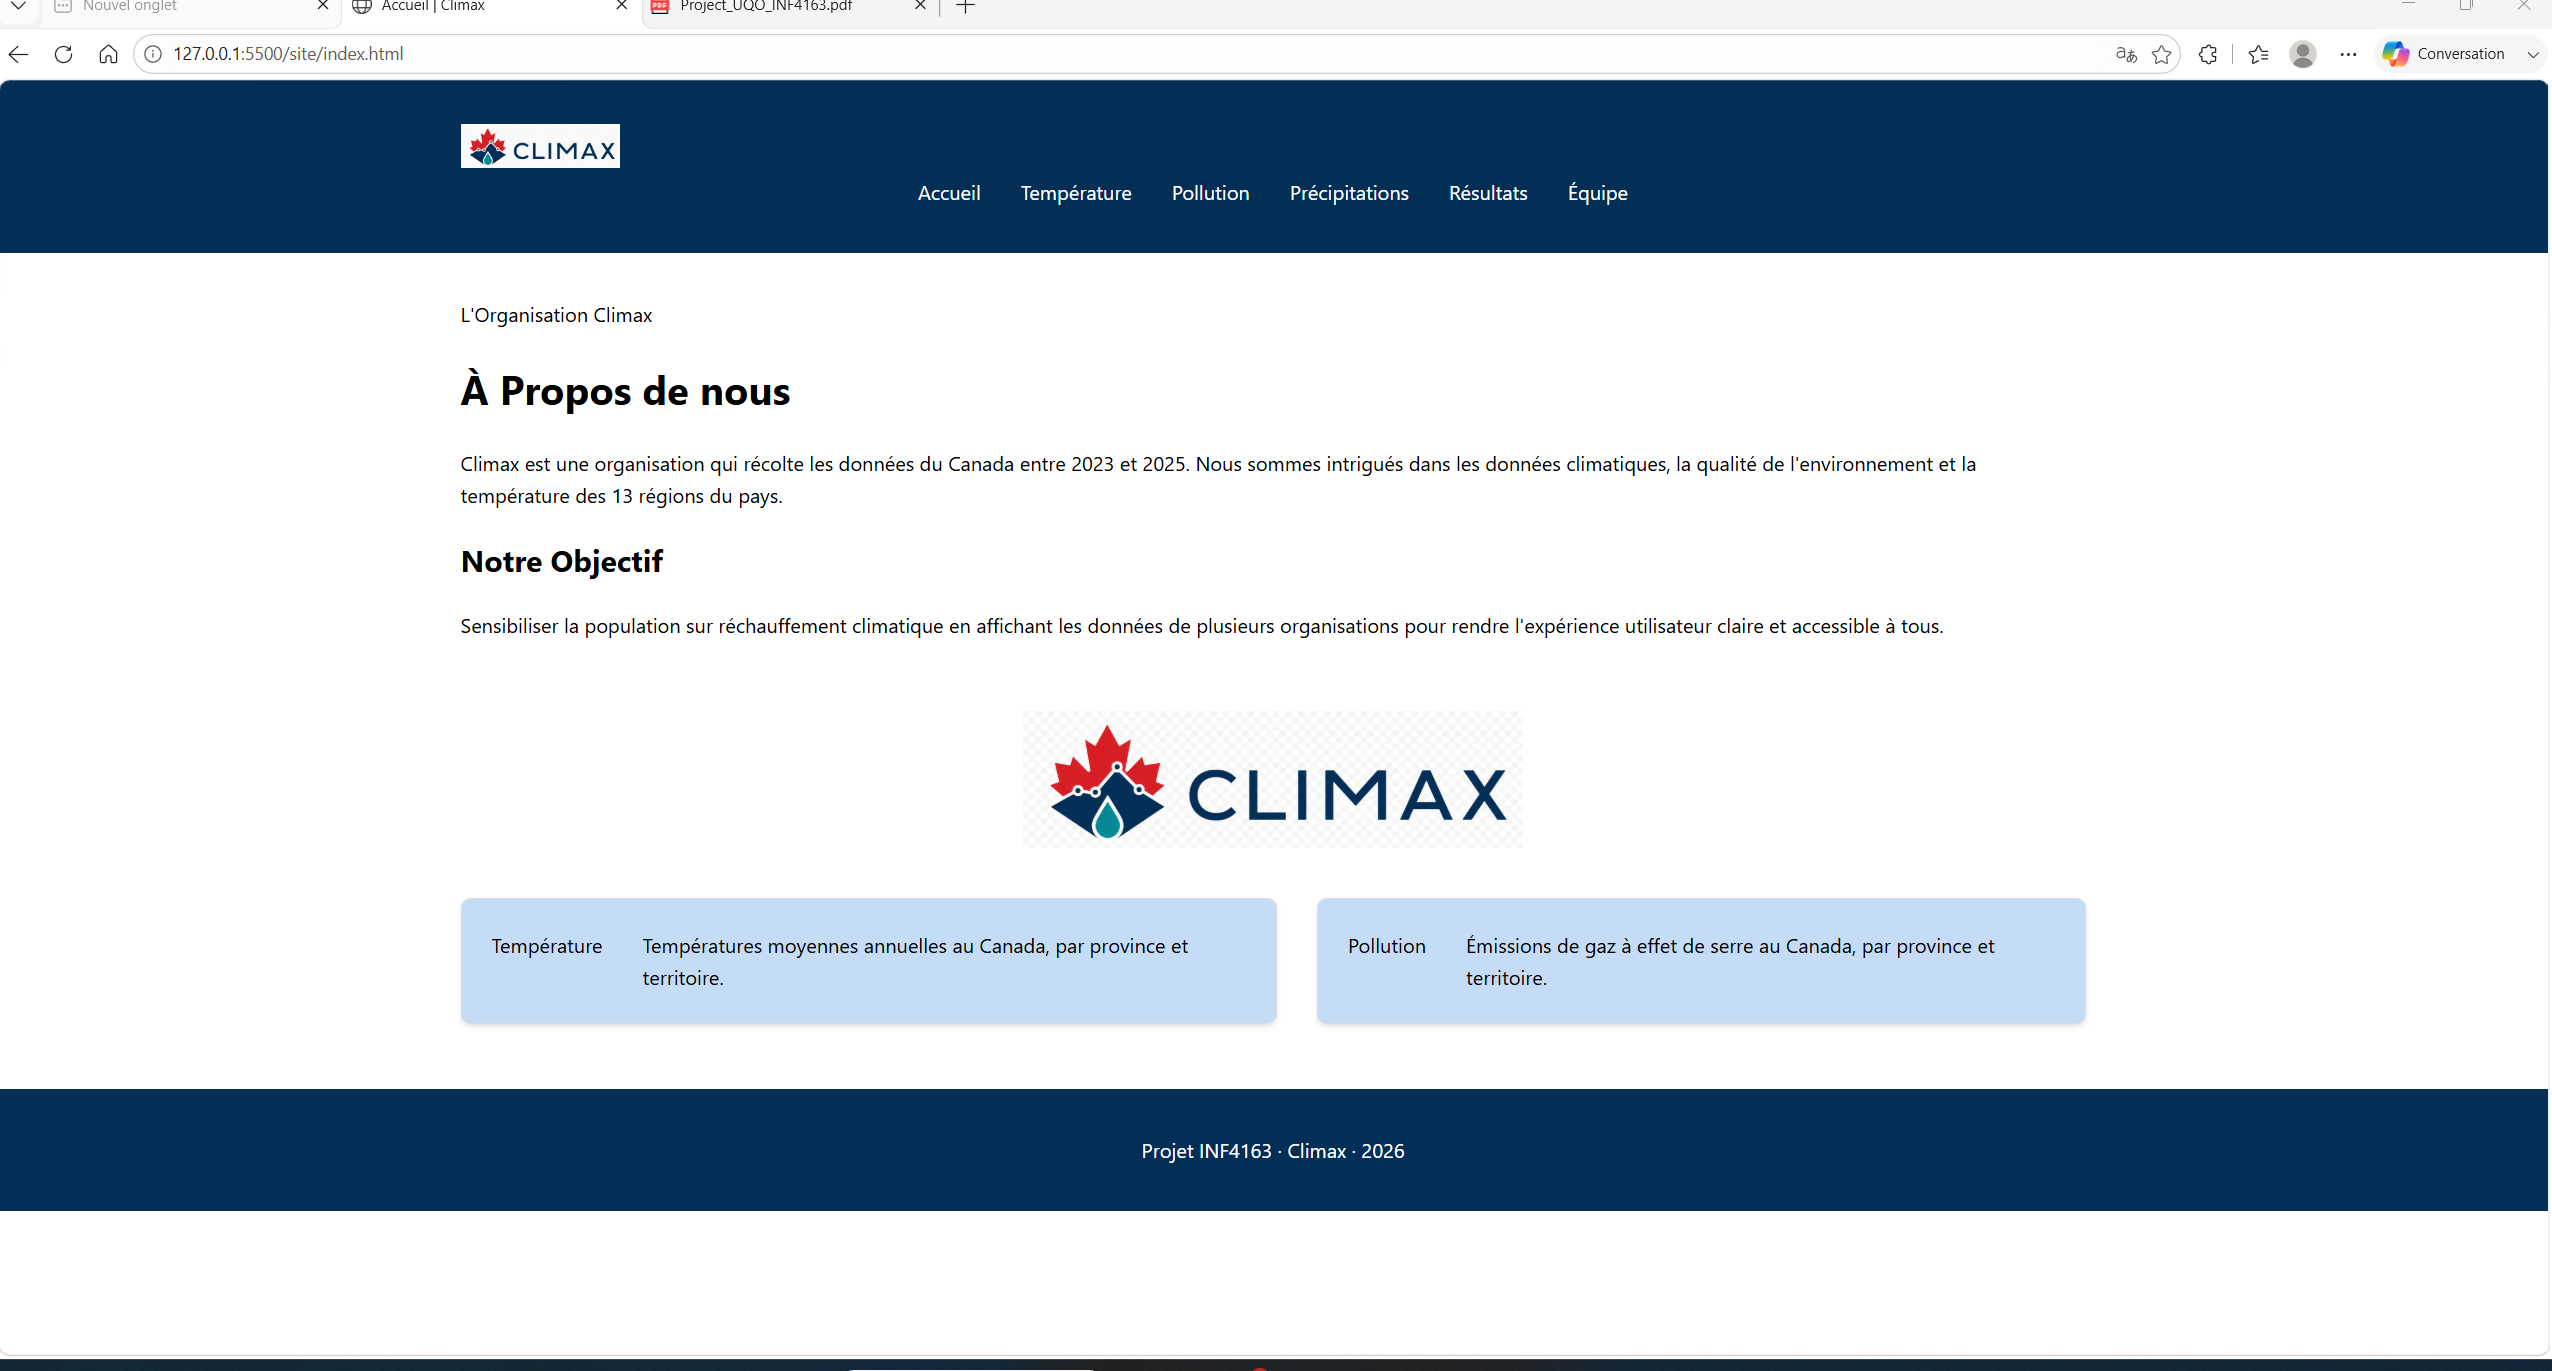 Nouvel onglet
Accueil | Climax
PDF
Project_UQO_INF4163.pdf
127.0.0.1:5500/site/index.html
Conversation
CLIMAX
Accueil Température Pollution Précipitations Résultats Équipe
L'Organisation Climax
À Propos de nous
Climax est une organisation qui récolte les données du Canada entre 2023 et 2025. Nous sommes intrigués dans les données climatiques, la qualité de l'environnement et la
température des 13 régions du pays.
Notre Objectif
Sensibiliser la population sur réchauffement climatique en affichant les données de plusieurs organisations pour rendre l'expérience utilisateur claire et accessible à tous.
CLIMAX
Température
Températures moyennes annuelles au Canada, par province et
territoire.
Pollution
Émissions de gaz à effet de serre au Canada, par province et
territoire.
Projet INF4163 · Climax · 2026